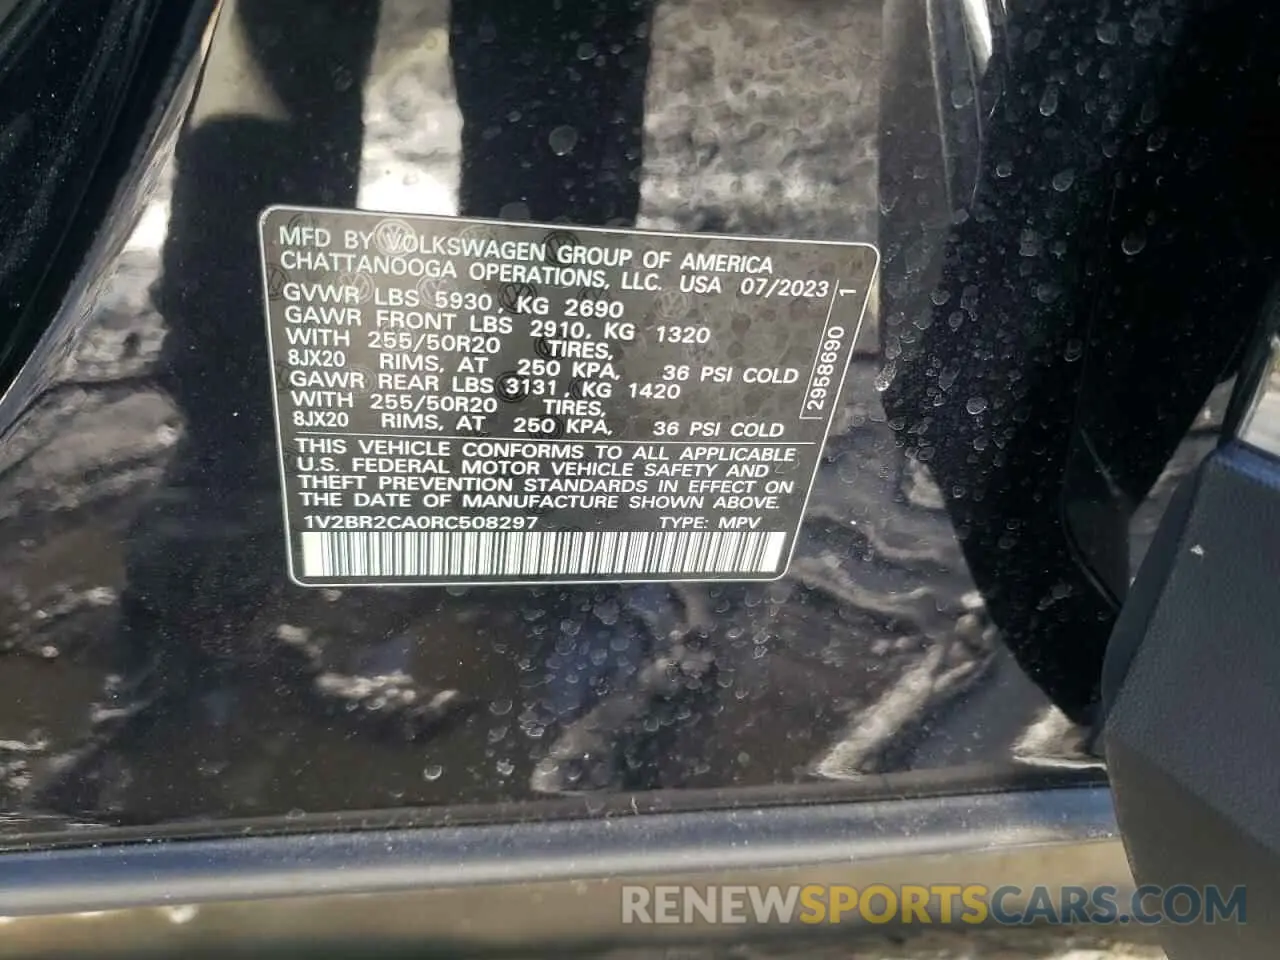 MFD BY VOLKSWAGEN GROUP OF AMERICA
CHATTANOOGA OPERATIONS, LLC. USA 07/2023
GVWR LBS 5930, KG 2690
GAWR FRONT LBS 2910, KG 1320
WITH 255/50R20 TIRES,
8JX20 RIMS, AT 250 KPA, 36 PSI COLD
GAWR REAR LBS 3131, KG 1420
WITH 255/50R20 TIRES,
8JX20 RIMS, AT 250 KPA, 36 PSI COLD
2958690 1
THIS VEHICLE CONFORMS TO ALL APPLICABLE
U.S. FEDERAL MOTOR VEHICLE SAFETY AND
THEFT PREVENTION STANDARDS IN EFFECT ON
THE DATE OF MANUFACTURE SHOWN ABOVE.
1V2BR2CA0RC508297 TYPE: MPV
RENEWSPORTSCARS.COM